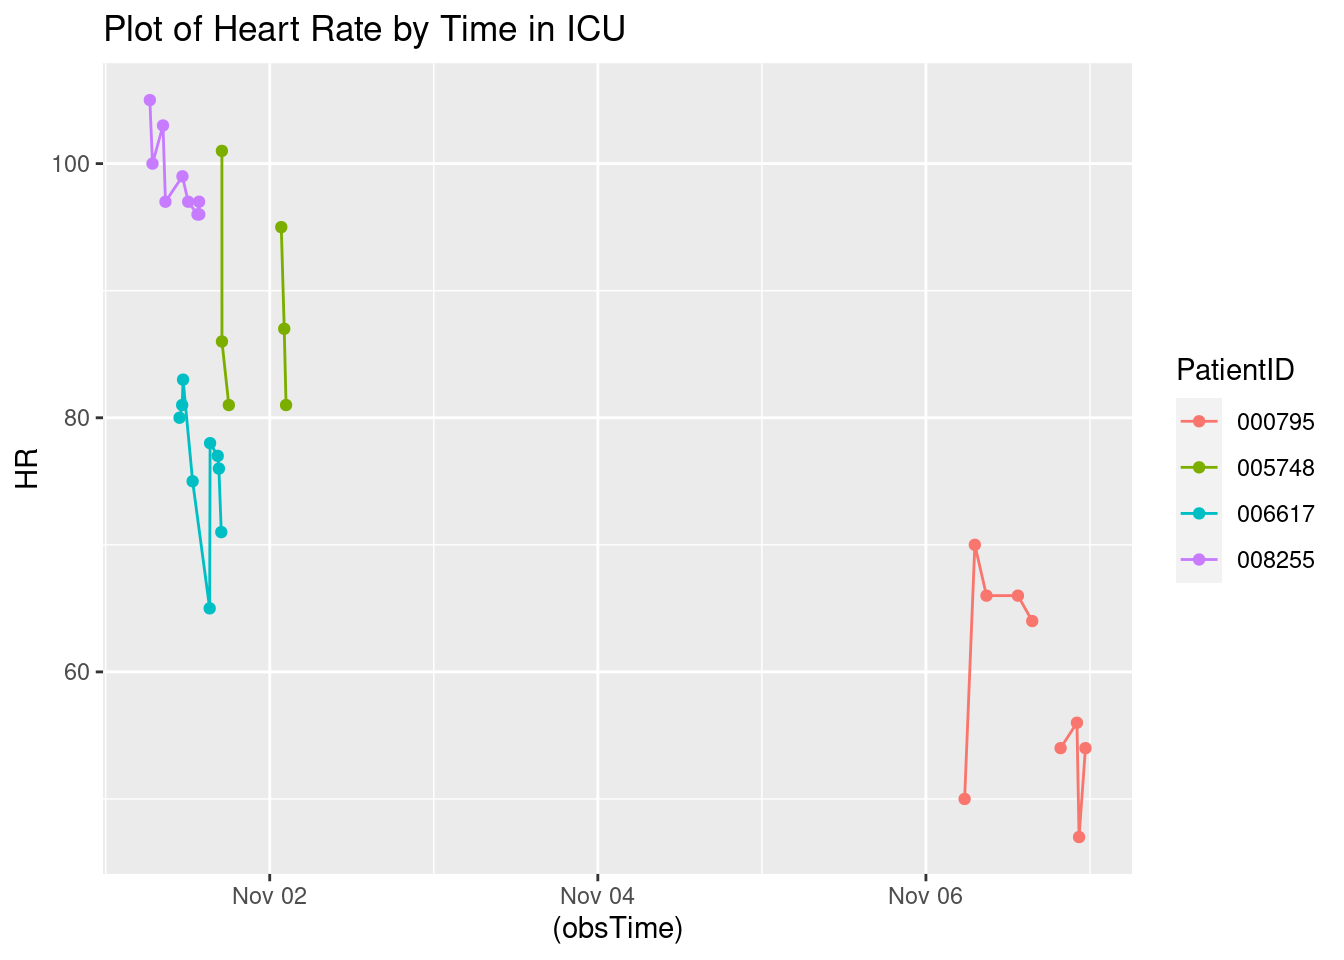 Plot of Heart Rate by Time in ICU
100
80
60
HR
Nov 02
Nov 04
Nov 06
(obsTime)
PatientID
000795
005748
006617
008255